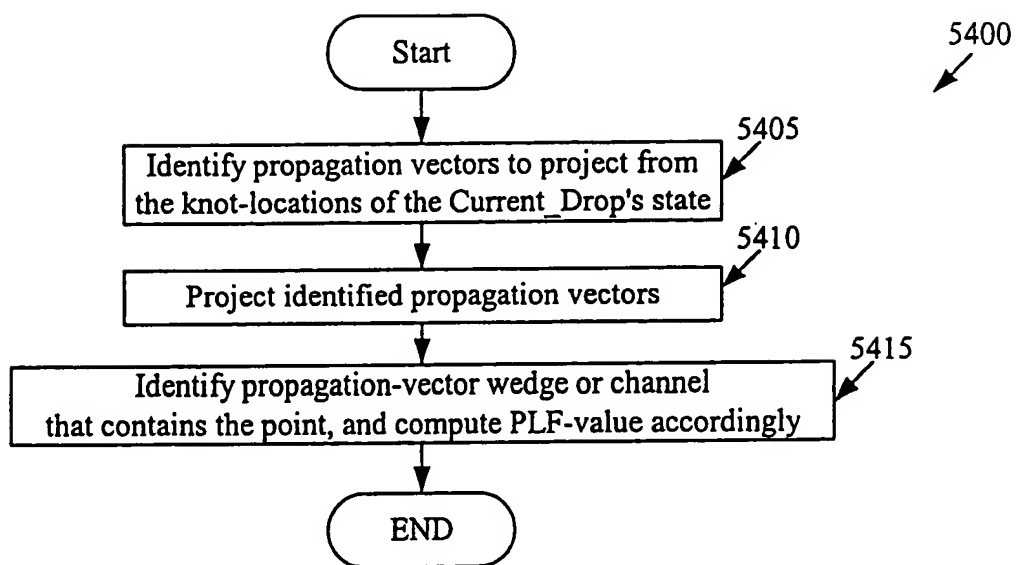 Start
5400
5405
Identify propagation vectors to project from
the knot-locations of the Current_Drop's state
5410
Project identified propagation vectors
5415
Identify propagation-vector wedge or channel
that contains the point, and compute PLF-value accordingly
END